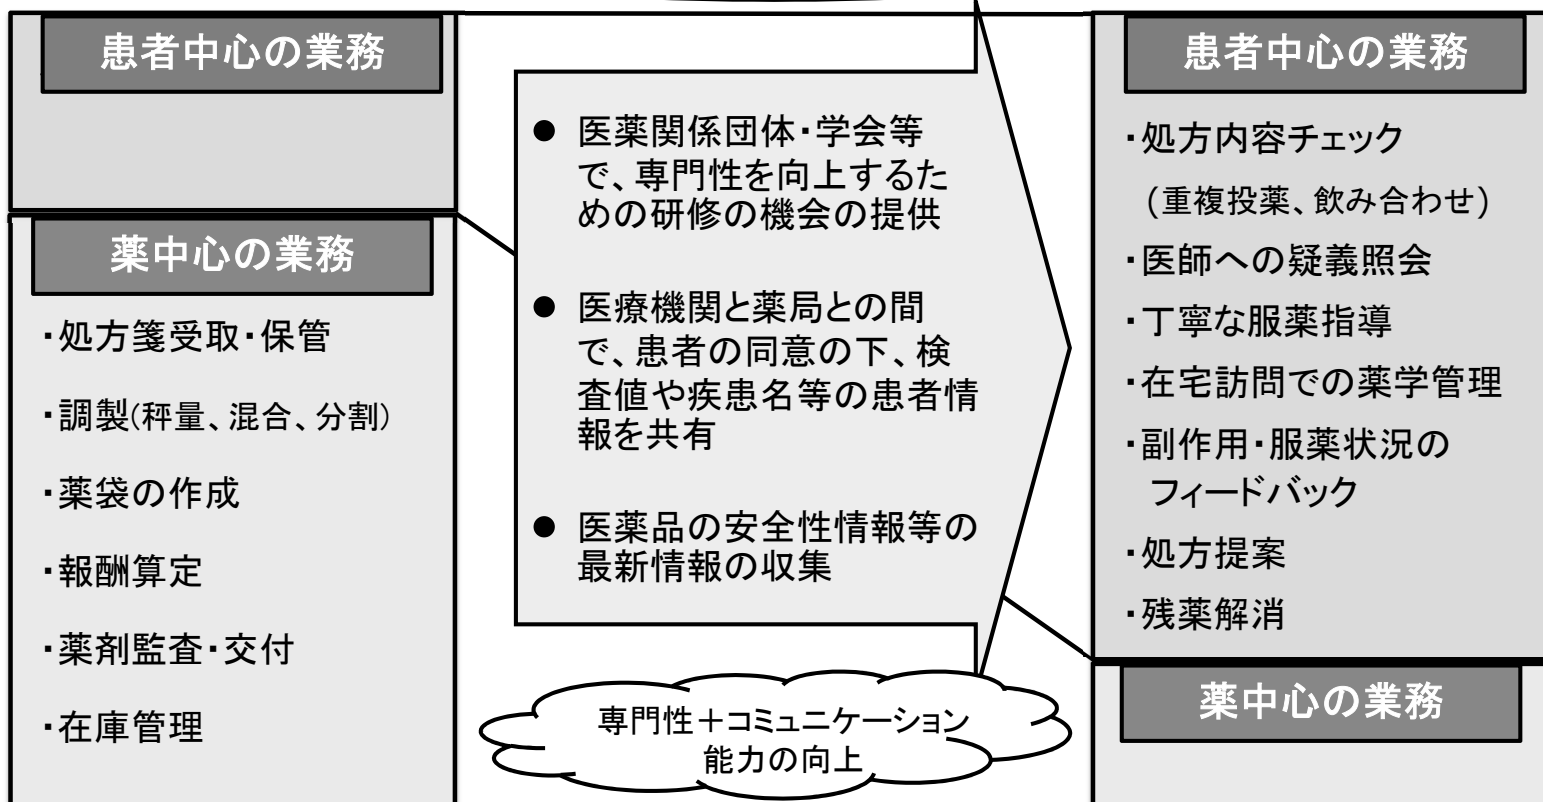 患者中心の業務
薬中心の業務
・処方箋受取・保管
・調製(秤量、混合、分割)
・薬袋の作成
・報酬算定
・薬剤監査・交付
・在庫管理
● 医薬関係団体・学会等
で、専門性を向上するた
めの研修の機会の提供
● 医療機関と薬局との間
で、患者の同意の下、検
査値や疾患名等の患者情
報を共有
● 医薬品の安全性情報等の
最新情報の収集
専門性＋コミュニケーション
能力の向上
患者中心の業務
・処方内容チェック
(重複投薬、飲み合わせ)
・医師への疑義照会
・丁寧な服薬指導
・在宅訪問での薬学管理
・副作用・服薬状況の
フィードバック
・処方提案
・残薬解消
薬中心の業務